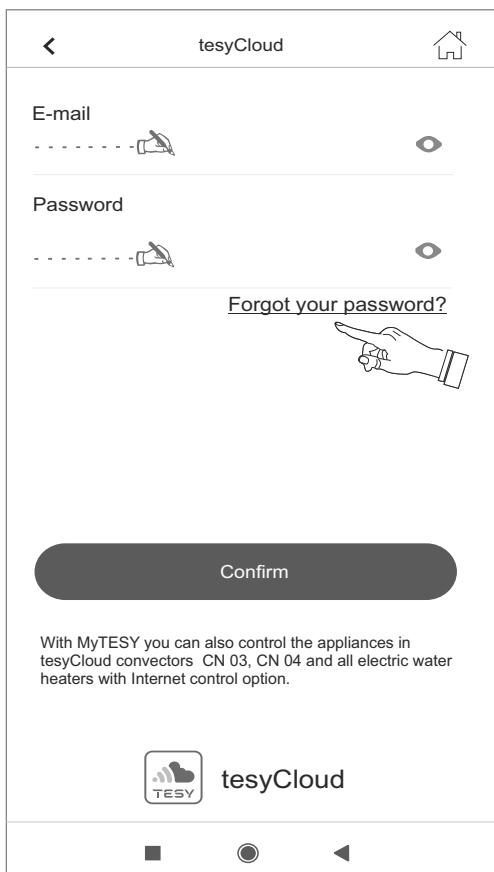 tesyCloud
E-mail
Password
Forgot your password?
Confirm
With MyTESY you can also control the appliances in
tesyCloud convectors  CN 03, CN 04 and all electric water
heaters with Internet control option.
TESY
tesyCloud